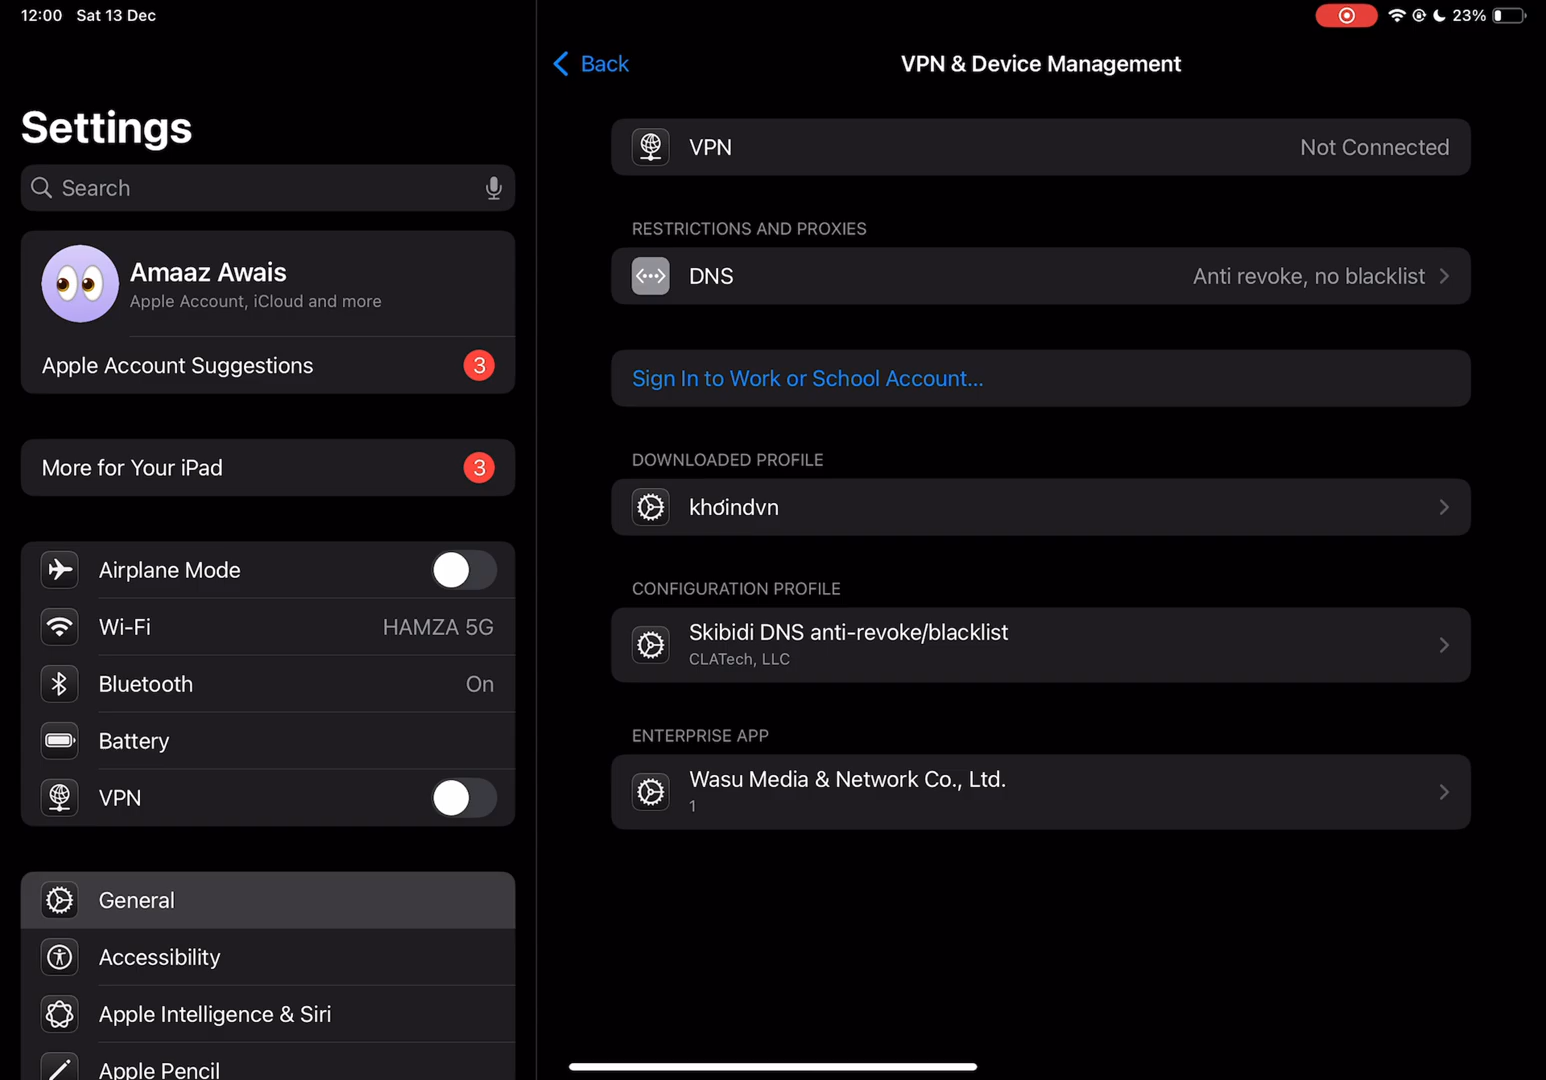 12:00 Sat 13 Dec
23%
Settings
Search
Amaaz Awais
Apple Account, iCloud and more
Apple Account Suggestions 3
More for Your iPad 3
Airplane Mode
Wi-Fi HAMZA 5G
Bluetooth On
Battery
VPN
General
Accessibility
Apple Intelligence & Siri
Apple Pencil
Back
VPN & Device Management
VPN Not Connected
RESTRICTIONS AND PROXIES
DNS Anti revoke, no blacklist
Sign In to Work or School Account...
DOWNLOADED PROFILE
khơindvn
CONFIGURATION PROFILE
Skibidi DNS anti-revoke/blacklist
CLATech, LLC
ENTERPRISE APP
Wasu Media & Network Co., Ltd.
1